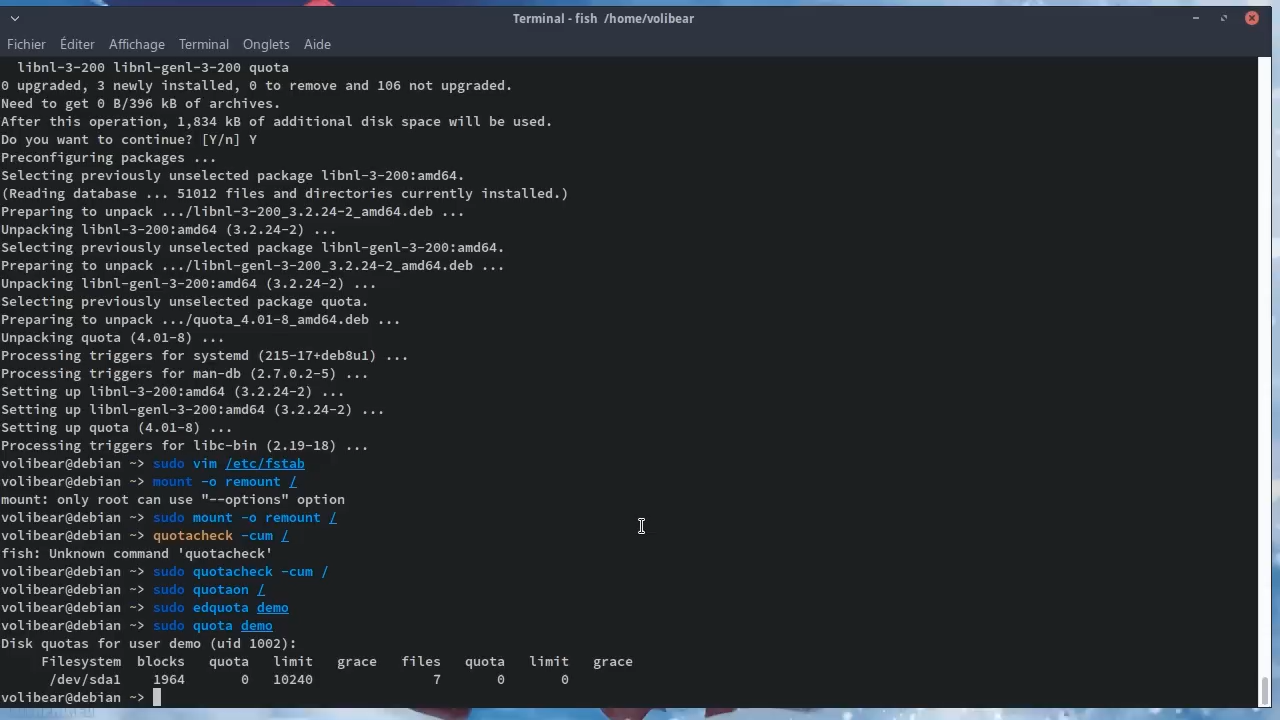 Terminal - fish  /home/volibear
Fichier Éditer Affichage Terminal Onglets Aide
  libnl-3-200 libnl-genl-3-200 quota
0 upgraded, 3 newly installed, 0 to remove and 106 not upgraded.
Need to get 0 B/396 kB of archives.
After this operation, 1,834 kB of additional disk space will be used.
Do you want to continue? [Y/n] Y
Preconfiguring packages ...
Selecting previously unselected package libnl-3-200:amd64.
(Reading database ... 51012 files and directories currently installed.)
Preparing to unpack .../libnl-3-200_3.2.24-2_amd64.deb ...
Unpacking libnl-3-200:amd64 (3.2.24-2) ...
Selecting previously unselected package libnl-genl-3-200:amd64.
Preparing to unpack .../libnl-genl-3-200_3.2.24-2_amd64.deb ...
Unpacking libnl-genl-3-200:amd64 (3.2.24-2) ...
Selecting previously unselected package quota.
Preparing to unpack .../quota_4.01-8_amd64.deb ...
Unpacking quota (4.01-8) ...
Processing triggers for systemd (215-17+deb8u1) ...
Processing triggers for man-db (2.7.0.2-5) ...
Setting up libnl-3-200:amd64 (3.2.24-2) ...
Setting up libnl-genl-3-200:amd64 (3.2.24-2) ...
Setting up quota (4.01-8) ...
Processing triggers for libc-bin (2.19-18) ...
volibear@debian ~> sudo vim /etc/fstab
volibear@debian ~> mount -o remount /
mount: only root can use "--options" option
volibear@debian ~> sudo mount -o remount /
volibear@debian ~> quotacheck -cum /
fish: Unknown command 'quotacheck'
volibear@debian ~> sudo quotacheck -cum /
volibear@debian ~> sudo quotaon /
volibear@debian ~> sudo edquota demo
volibear@debian ~> sudo quota demo
Disk quotas for user demo (uid 1002):
     Filesystem  blocks   quota   limit   grace   files   quota   limit   grace
      /dev/sda1    1964       0   10240               7       0       0
volibear@debian ~>